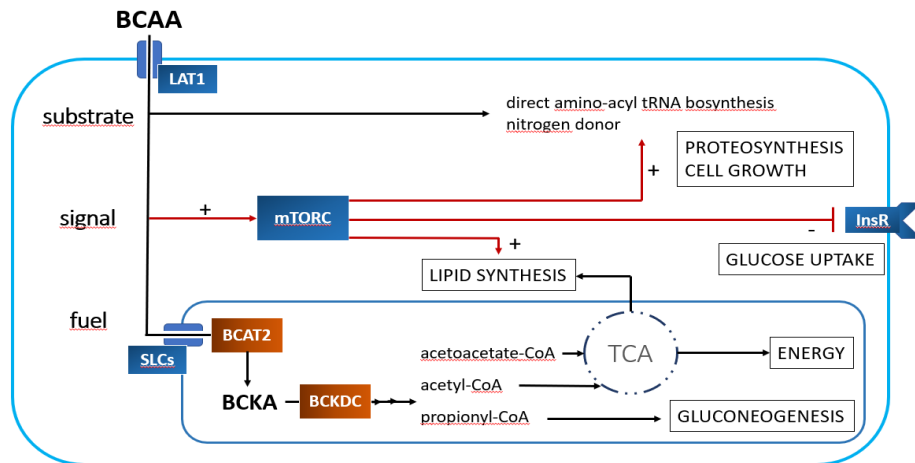 BCAA
LAT1
substrate
direct amino-acyl tRNA bosynthesis
nitrogen donor
PROTEOSYNTHESIS
CELL GROWTH
+
signal
+
mTORC
InsR
-
+
GLUCOSE UPTAKE
LIPID SYNTHESIS
fuel
BCAT2
SLCs
acetoacetate-CoA
TCA
ENERGY
acetyl-CoA
BCKA
BCKDC
propionyl-CoA
GLUCONEOGENESIS